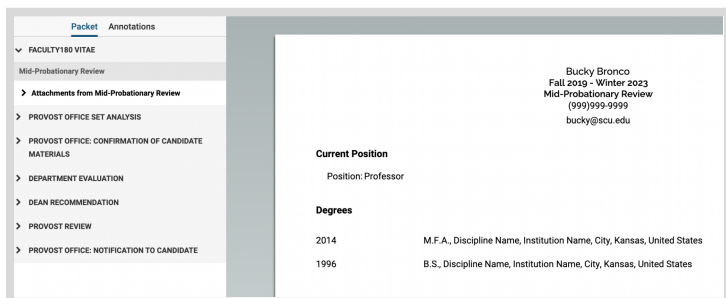 Packet Annotations
FACULTY180 VITAE
Mid-Probationary Review
Attachments from Mid-Probationary Review
PROVOST OFFICE SET ANALYSIS
PROVOST OFFICE: CONFIRMATION OF CANDIDATE
MATERIALS
DEPARTMENT EVALUATION
DEAN RECOMMENDATION
PROVOST REVIEW
PROVOST OFFICE: NOTIFICATION TO CANDIDATE
Bucky Bronco
Fall 2019 - Winter 2023
Mid-Probationary Review
(999)999-9999
bucky@scu.edu
Current Position
Position: Professor
Degrees
2014 M.F.A., Discipline Name, Institution Name, City, Kansas, United States
1996 B.S., Discipline Name, Institution Name, City, Kansas, United States